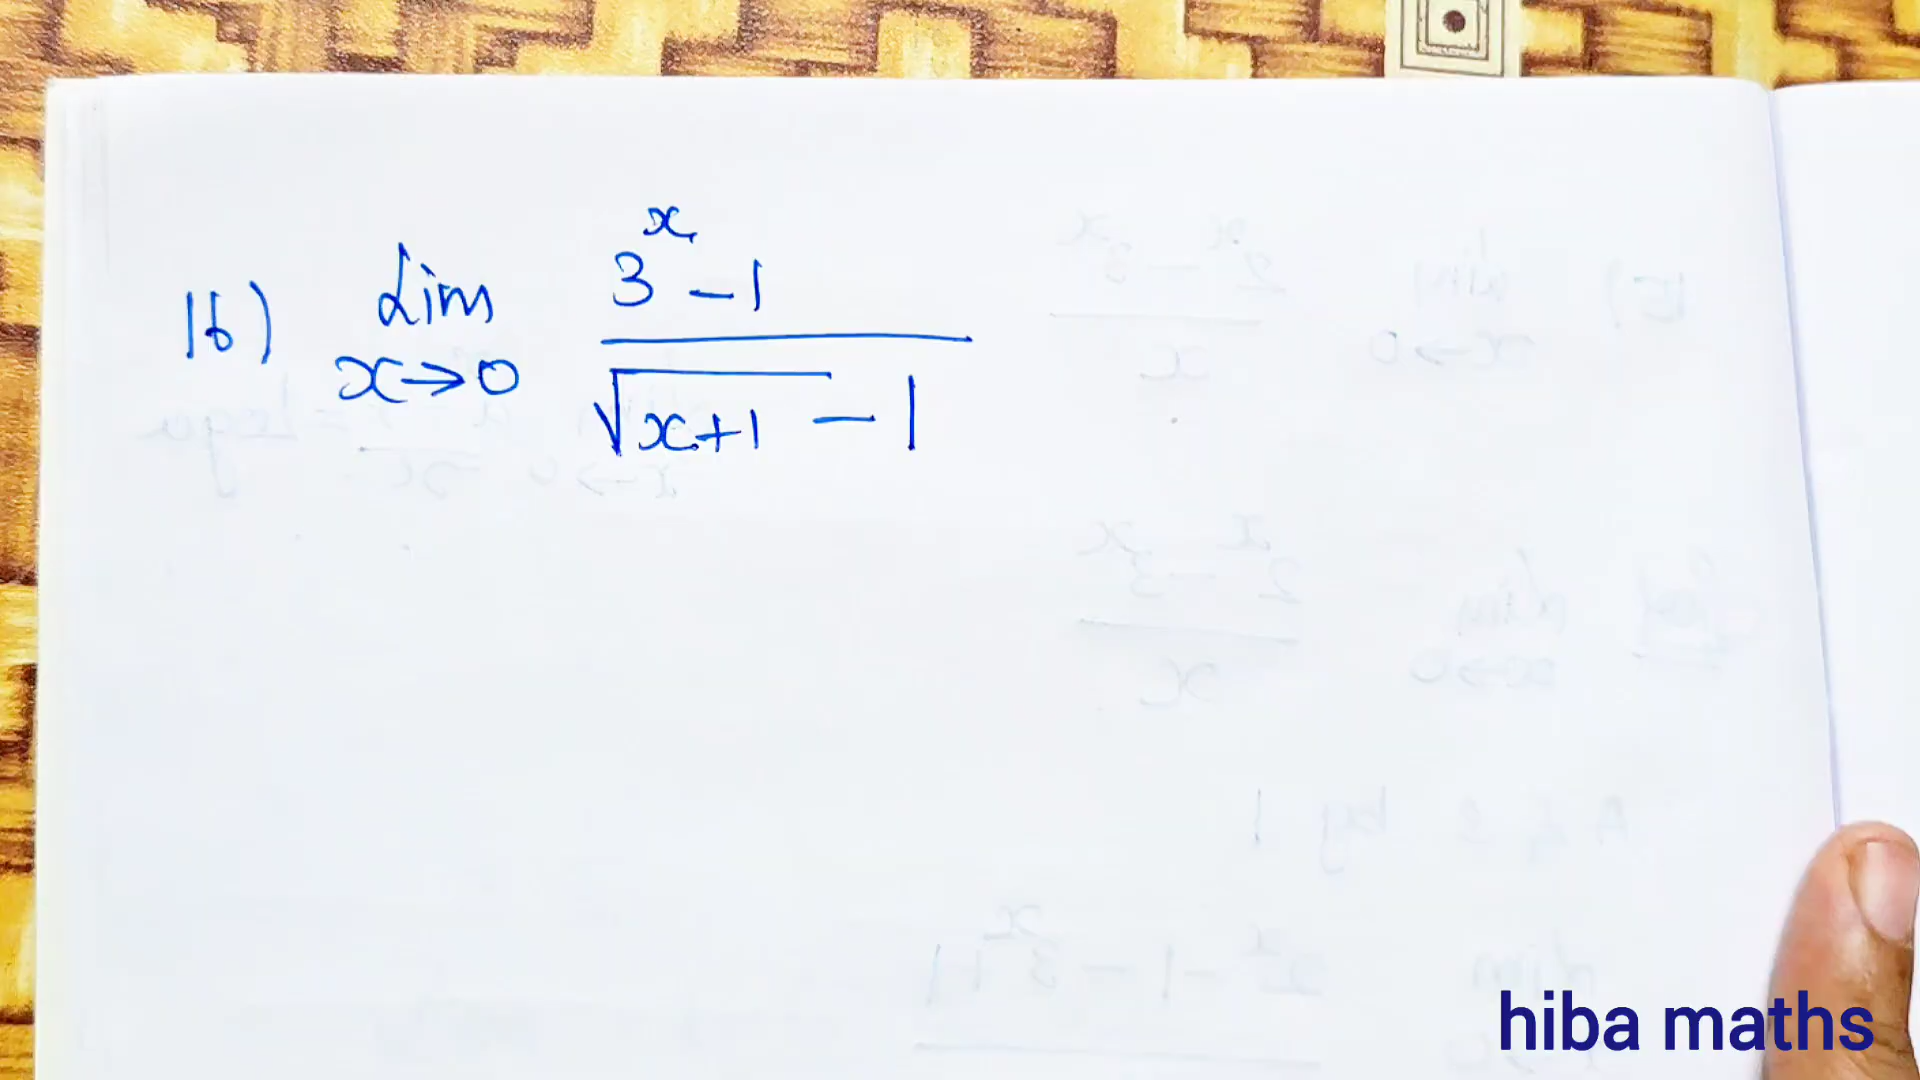 16) Lim 3^x - 1
x→0 √x+1 - 1
hiba maths